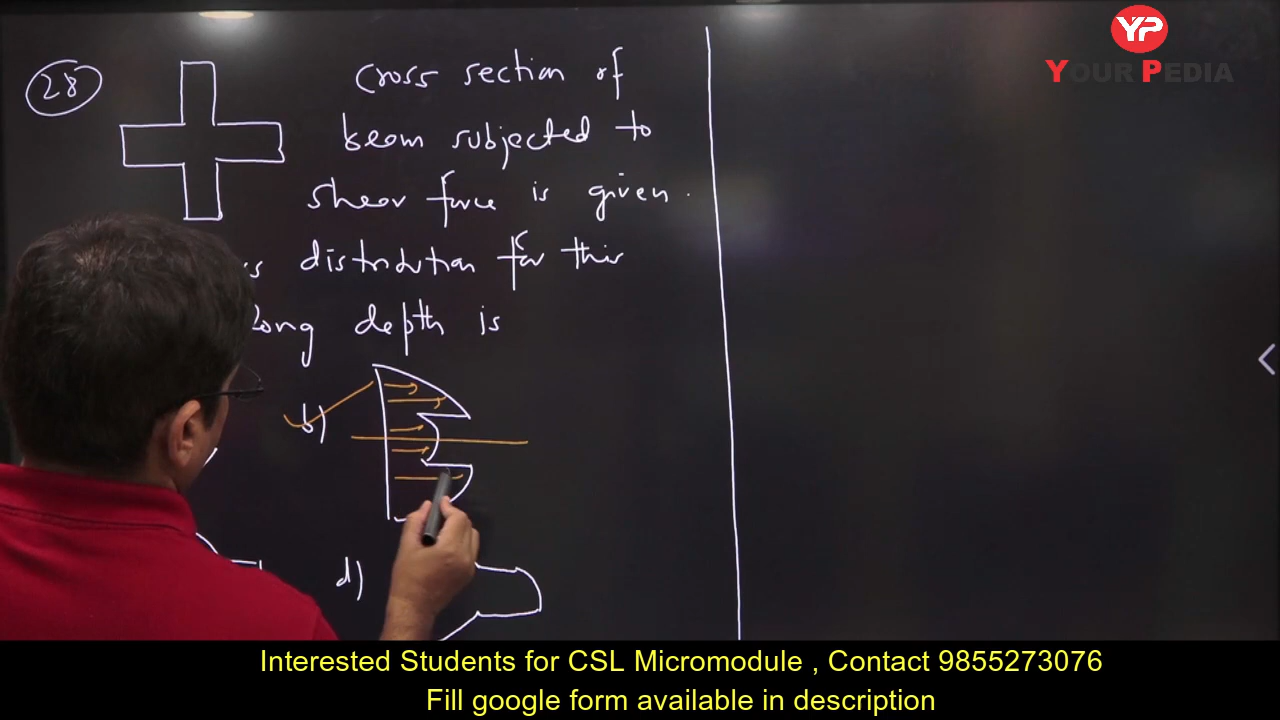 28
Cross section of
YP
YOUR PEDIA
beam subjected to
shear force is given.
distribution for this
depth is
b)
d)
Interested Students for CSL Micromodule , Contact 9855273076
Fill google form available in description